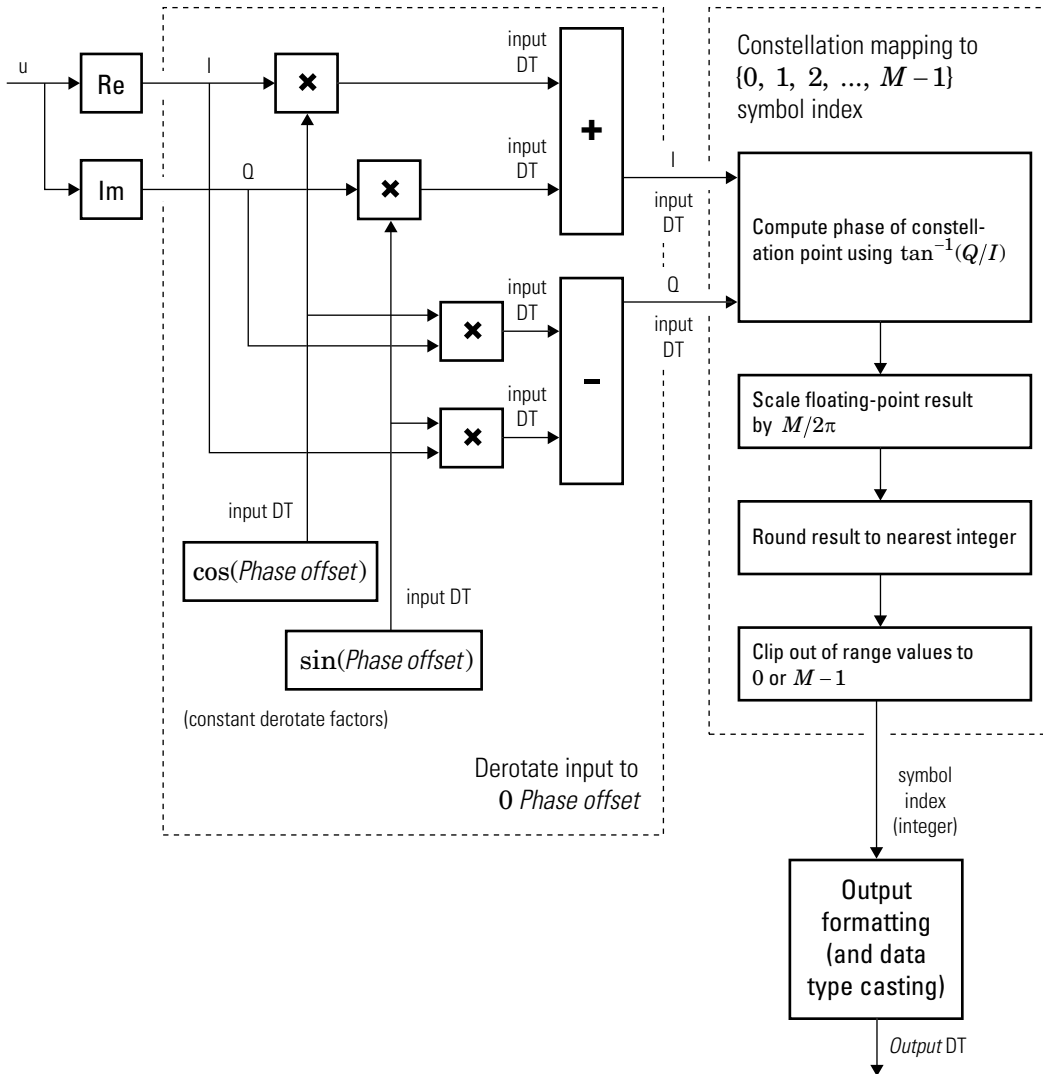 u
Re
I
×
input
DT
+
Im
Q
×
input
DT
I
input
DT
Q
input
DT
×
input
DT
-
×
input
DT
input DT
cos(Phase offset)
input DT
sin(Phase offset)
(constant derotate factors)
Derotate input to
0 Phase offset
Constellation mapping to
{0, 1, 2, ..., M – 1}
symbol index
Compute phase of constell-
ation point using tan⁻¹(Q/I)
Scale floating-point result
by M/2π
Round result to nearest integer
Clip out of range values to
0 or M – 1
symbol
index
(integer)
Output
formatting
(and data
type casting)
Output DT